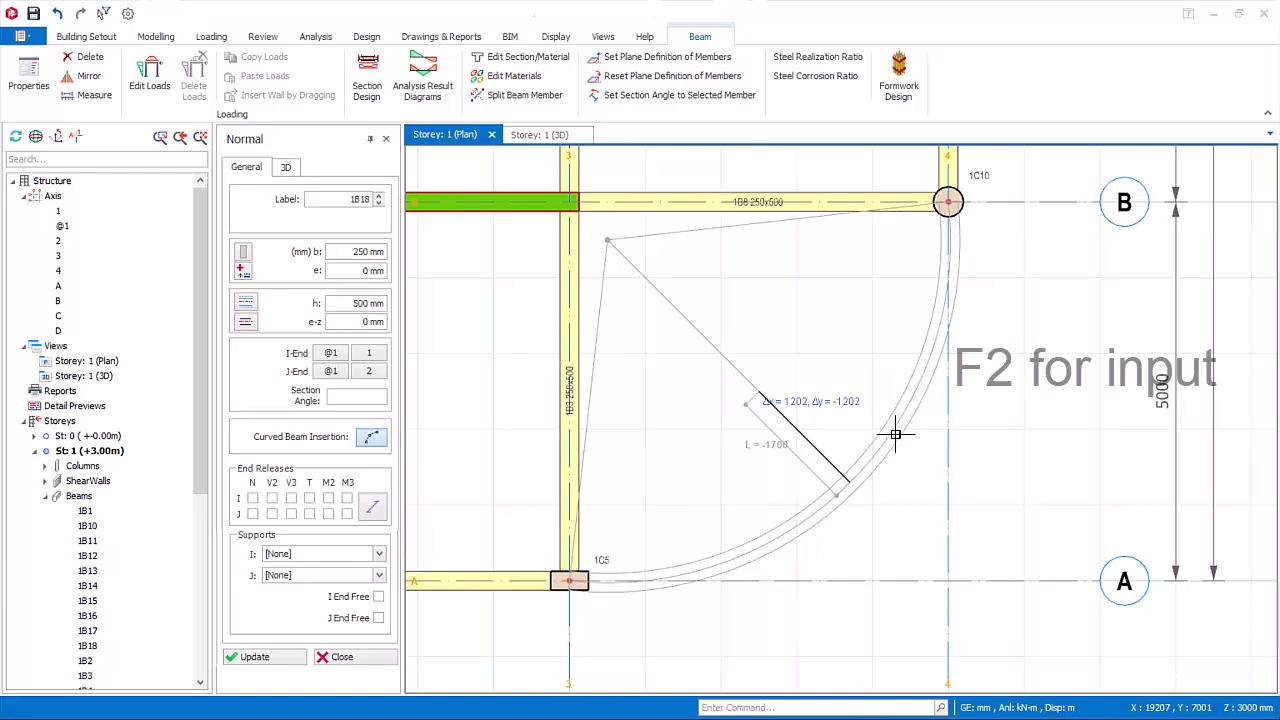 Building Setout Modelling Loading Review Analysis Design Drawings & Reports BIM Display Views Help Beam
Properties
Delete
Mirror
Measure
Edit Loads
Delete Loads
Copy Loads
Paste Loads
Insert Wall by Dragging
Loading
Section Design
Analysis Result Diagrams
Edit Section/Material
Edit Materials
Split Beam Member
Set Plane Definition of Members
Reset Plane Definition of Members
Set Section Angle to Selected Member
Steel Realization Ratio
Steel Corrosion Ratio
Formwork Design
Search...
Structure
Axis
1
@1
2
3
4
A
B
C
D
Views
Storey: 1 (Plan)
Storey: 1 (3D)
Reports
Detail Previews
Storeys
St: 0 ( +-0.00m)
St: 1 (+3.00m)
Columns
ShearWalls
Beams
1B1
1B10
1B11
1B12
1B13
1B14
1B15
1B16
1B17
1B18
1B2
1B3
Normal
General 3D
Label: 1B18
(mm) b: 250 mm
e: 0 mm
h: 500 mm
e-z 0 mm
I-End @1 1
J-End @1 2
Section Angle:
Curved Beam Insertion:
End Releases
N V2 V3 T M2 M3
I
J
Supports
I: [None]
J: [None]
I End Free
J End Free
Update Close
Storey: 1 (Plan) Storey: 1 (3D)
3
4
1C10
B
1B8 250x500
B
1B3 250x500
Δx = 1202, Δy = -1202
L = -1700
F2 for input
5000
1C5
A
A
3
4
Enter Command...
GE: mm , Anl: kN-m , Disp: m
X : 19207 , Y : 7001
Z : 3000 mm